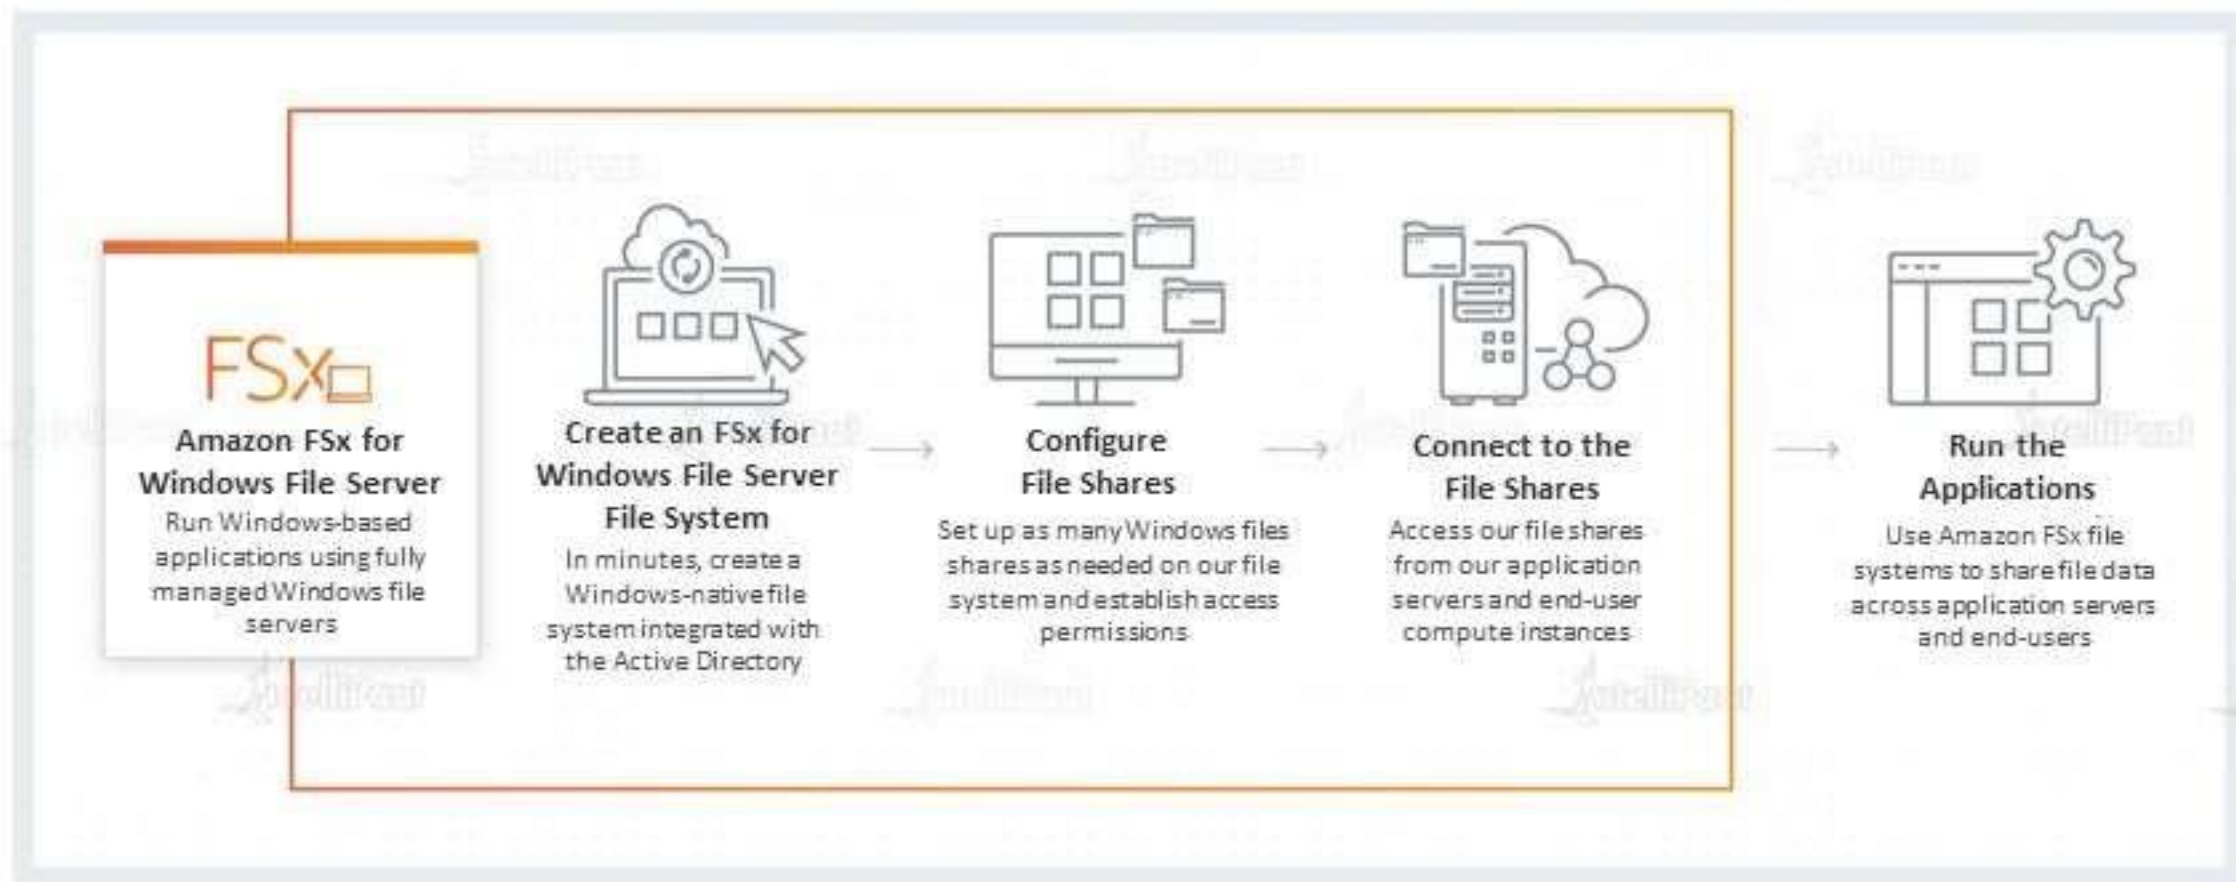 FSx
Amazon FSx for
Windows File Server
Run Windows-based
applications using fully
managed Windows file
servers
Create an FSx for
Windows File Server
File System
In minutes, create a
Windows-native file
system integrated with
the Active Directory
Configure
File Shares
Set up as many Windows files
shares as needed on our file
system and establish access
permissions
Connect to the
File Shares
Access our file shares
from our application
servers and end-user
compute instances
Run the
Applications
Use Amazon FSx file
systems to share file data
across application servers
and end-users